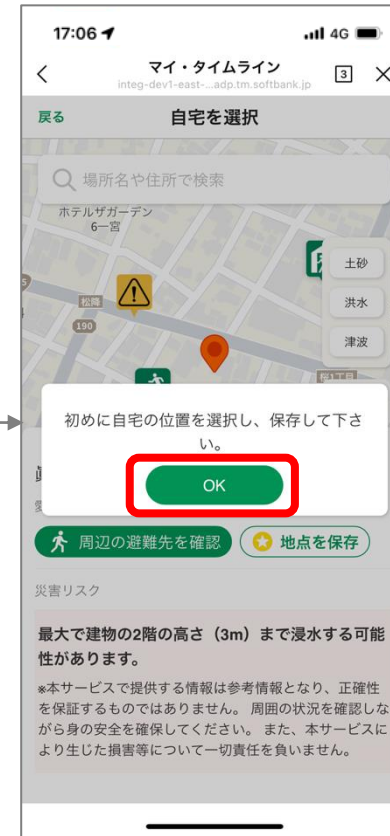 17:06
4G
マイ・タイムライン
integ-dev1-east-...adp.tm.softbank.jp
3
戻る
自宅を選択
場所名や住所で検索
ホテルザガーデン
6一宮
土砂
松隆
洪水
190
津波
初めに自宅の位置を選択し、保存して下さ
い。
OK
周辺の避難先を確認
地点を保存
災害リスク
最大で建物の2階の高さ（3m）まで浸水する可能
性があります。
※本サービスで提供する情報は参考情報となり、正確性
を保証するものではありません。 周囲の状況を確認しな
がら身の安全を確保してください。 また、本サービスに
より生じた損害等について一切責任を負いません。